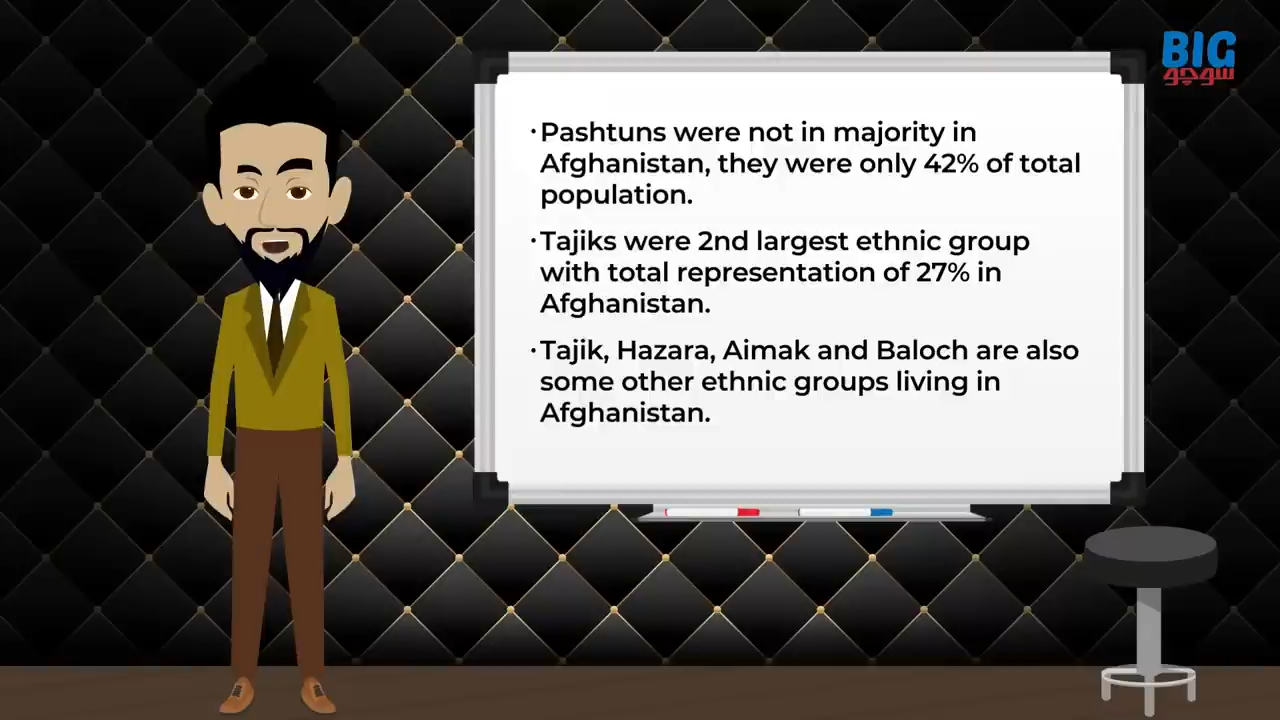 BIG
سوچو
·Pashtuns were not in majority in
Afghanistan, they were only 42% of total
population.
·Tajiks were 2nd largest ethnic group
with total representation of 27% in
Afghanistan.
·Tajik, Hazara, Aimak and Baloch are also
some other ethnic groups living in
Afghanistan.